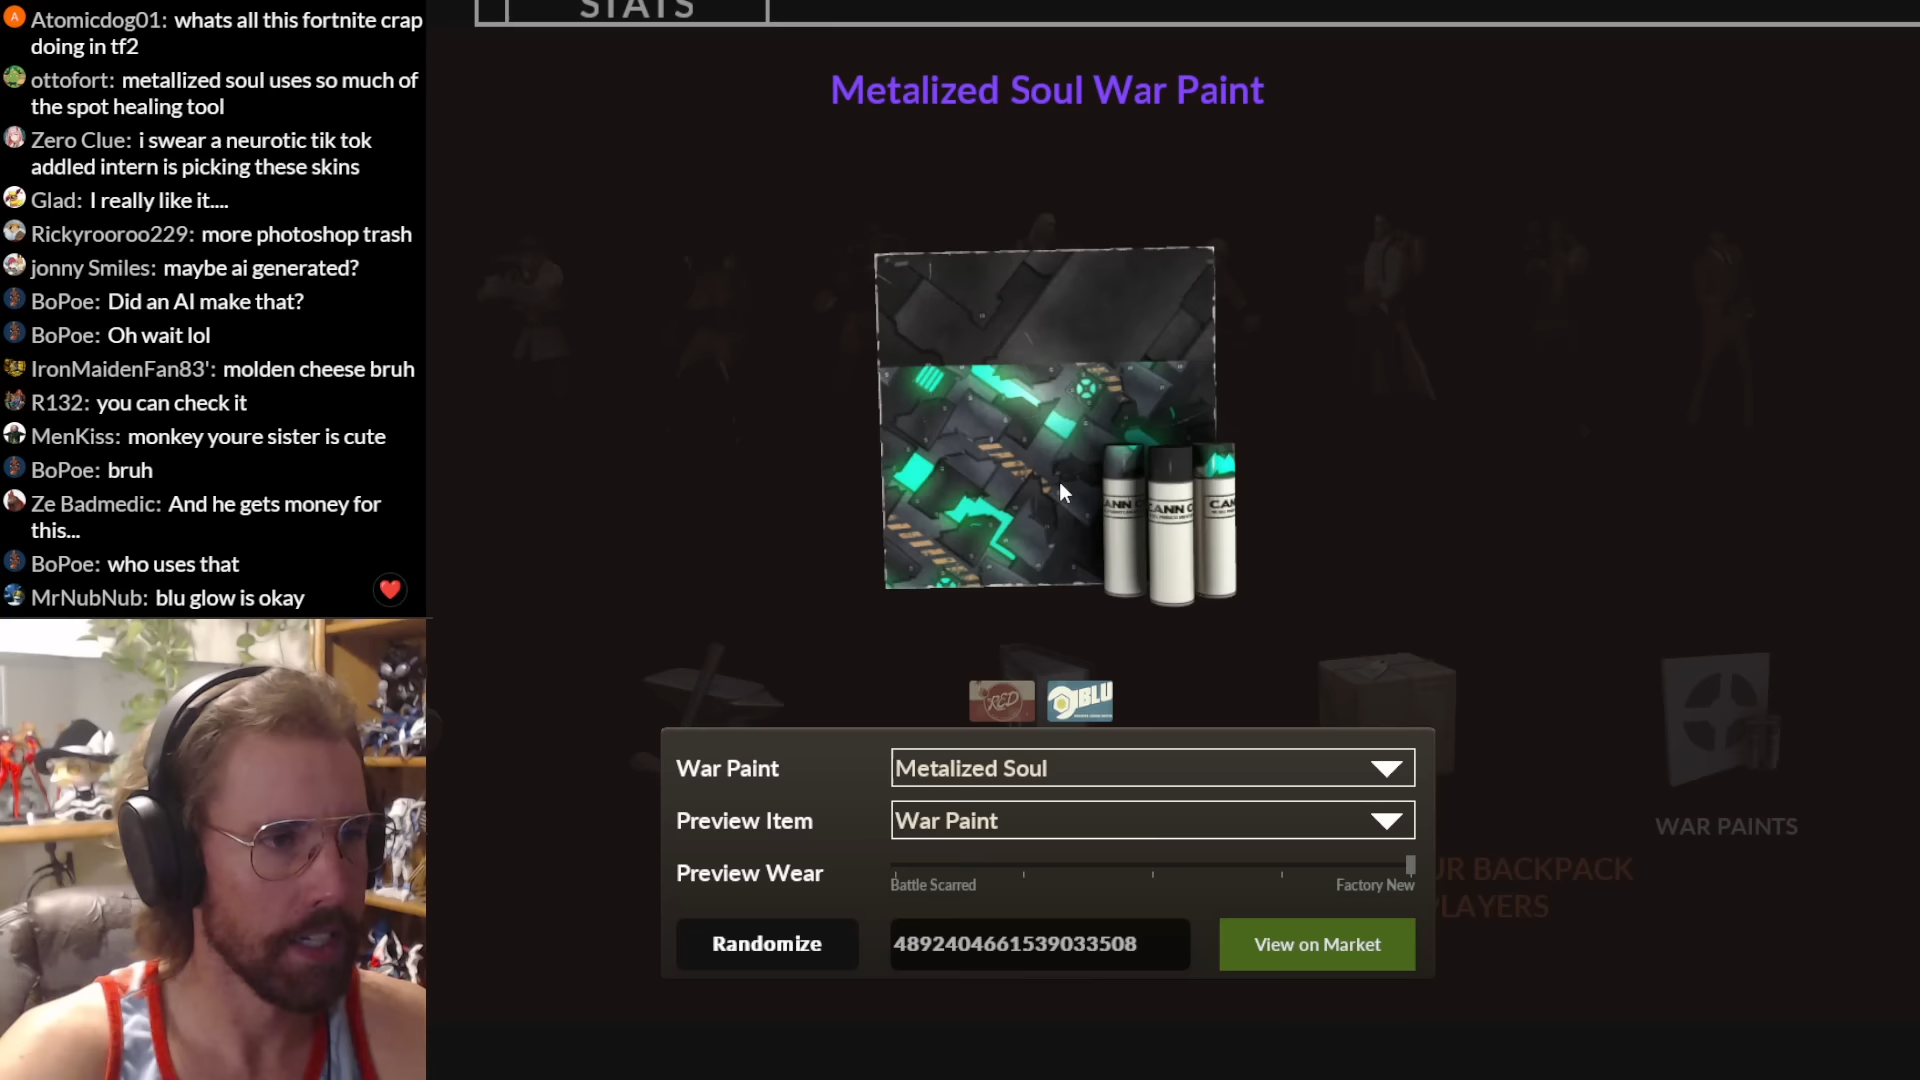 Atomicdog01: whats all this fortnite crap
doing in tf2
ottofort: metallized soul uses so much of
the spot healing tool
Zero Clue: i swear a neurotic tik tok
addled intern is picking these skins
Glad: I really like it....
Rickyrooroo229: more photoshop trash
jonny Smiles: maybe ai generated?
BoPoe: Did an AI make that?
BoPoe: Oh wait lol
IronMaidenFan83': molden cheese bruh
R132: you can check it
MenKiss: monkey youre sister is cute
BoPoe: bruh
Ze Badmedic: And he gets money for
this...
BoPoe: who uses that
MrNubNub: blu glow is okay
STATS
Metalized Soul War Paint
ANN C
CANN C
CAN
RED
BLU
War Paint
Metalized Soul
Preview Item
War Paint
Preview Wear
Battle Scarred
Factory New
Randomize
4892404661539033508
View on Market
WAR PAINTS
UR BACKPACK
PLAYERS